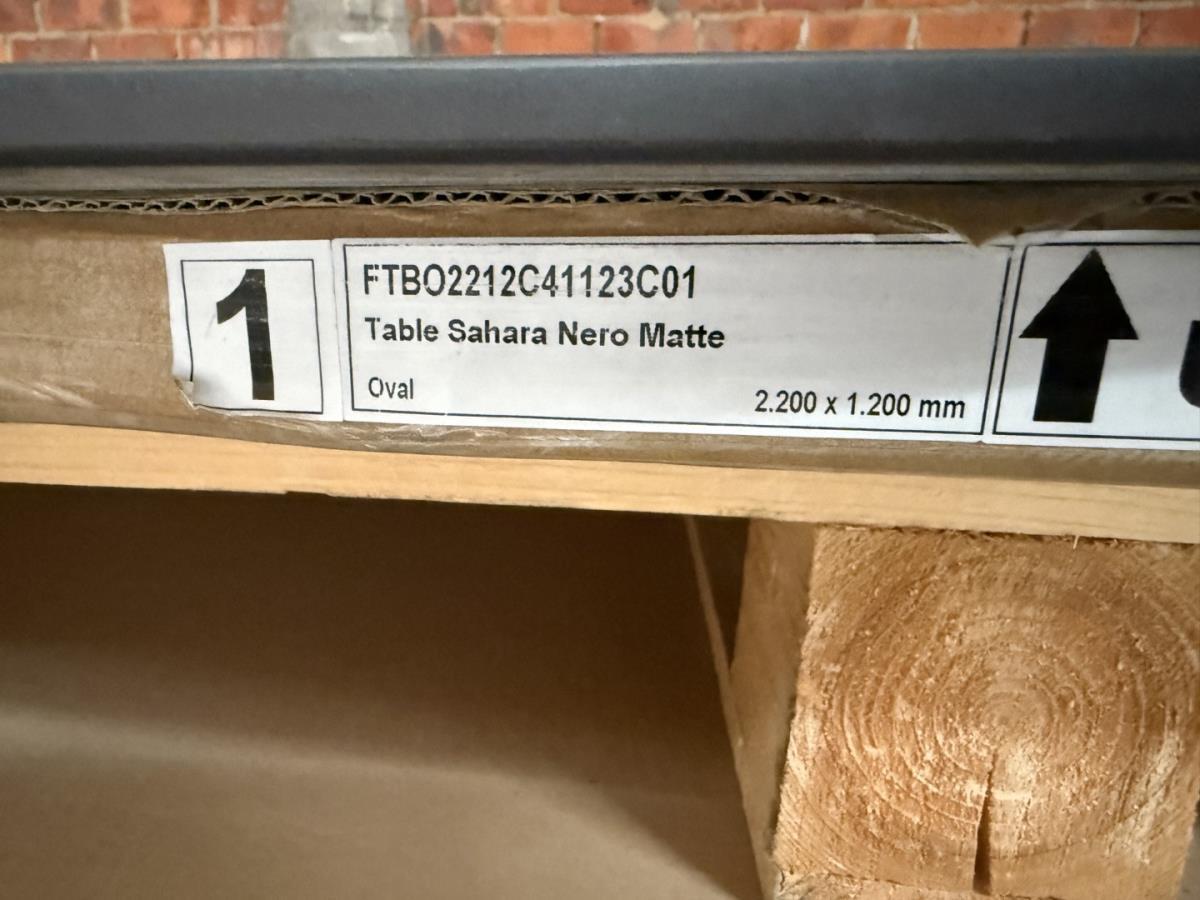 1
FTBO2212C41123C01
Table Sahara Nero Matte
Oval
2.200 x 1.200 mm